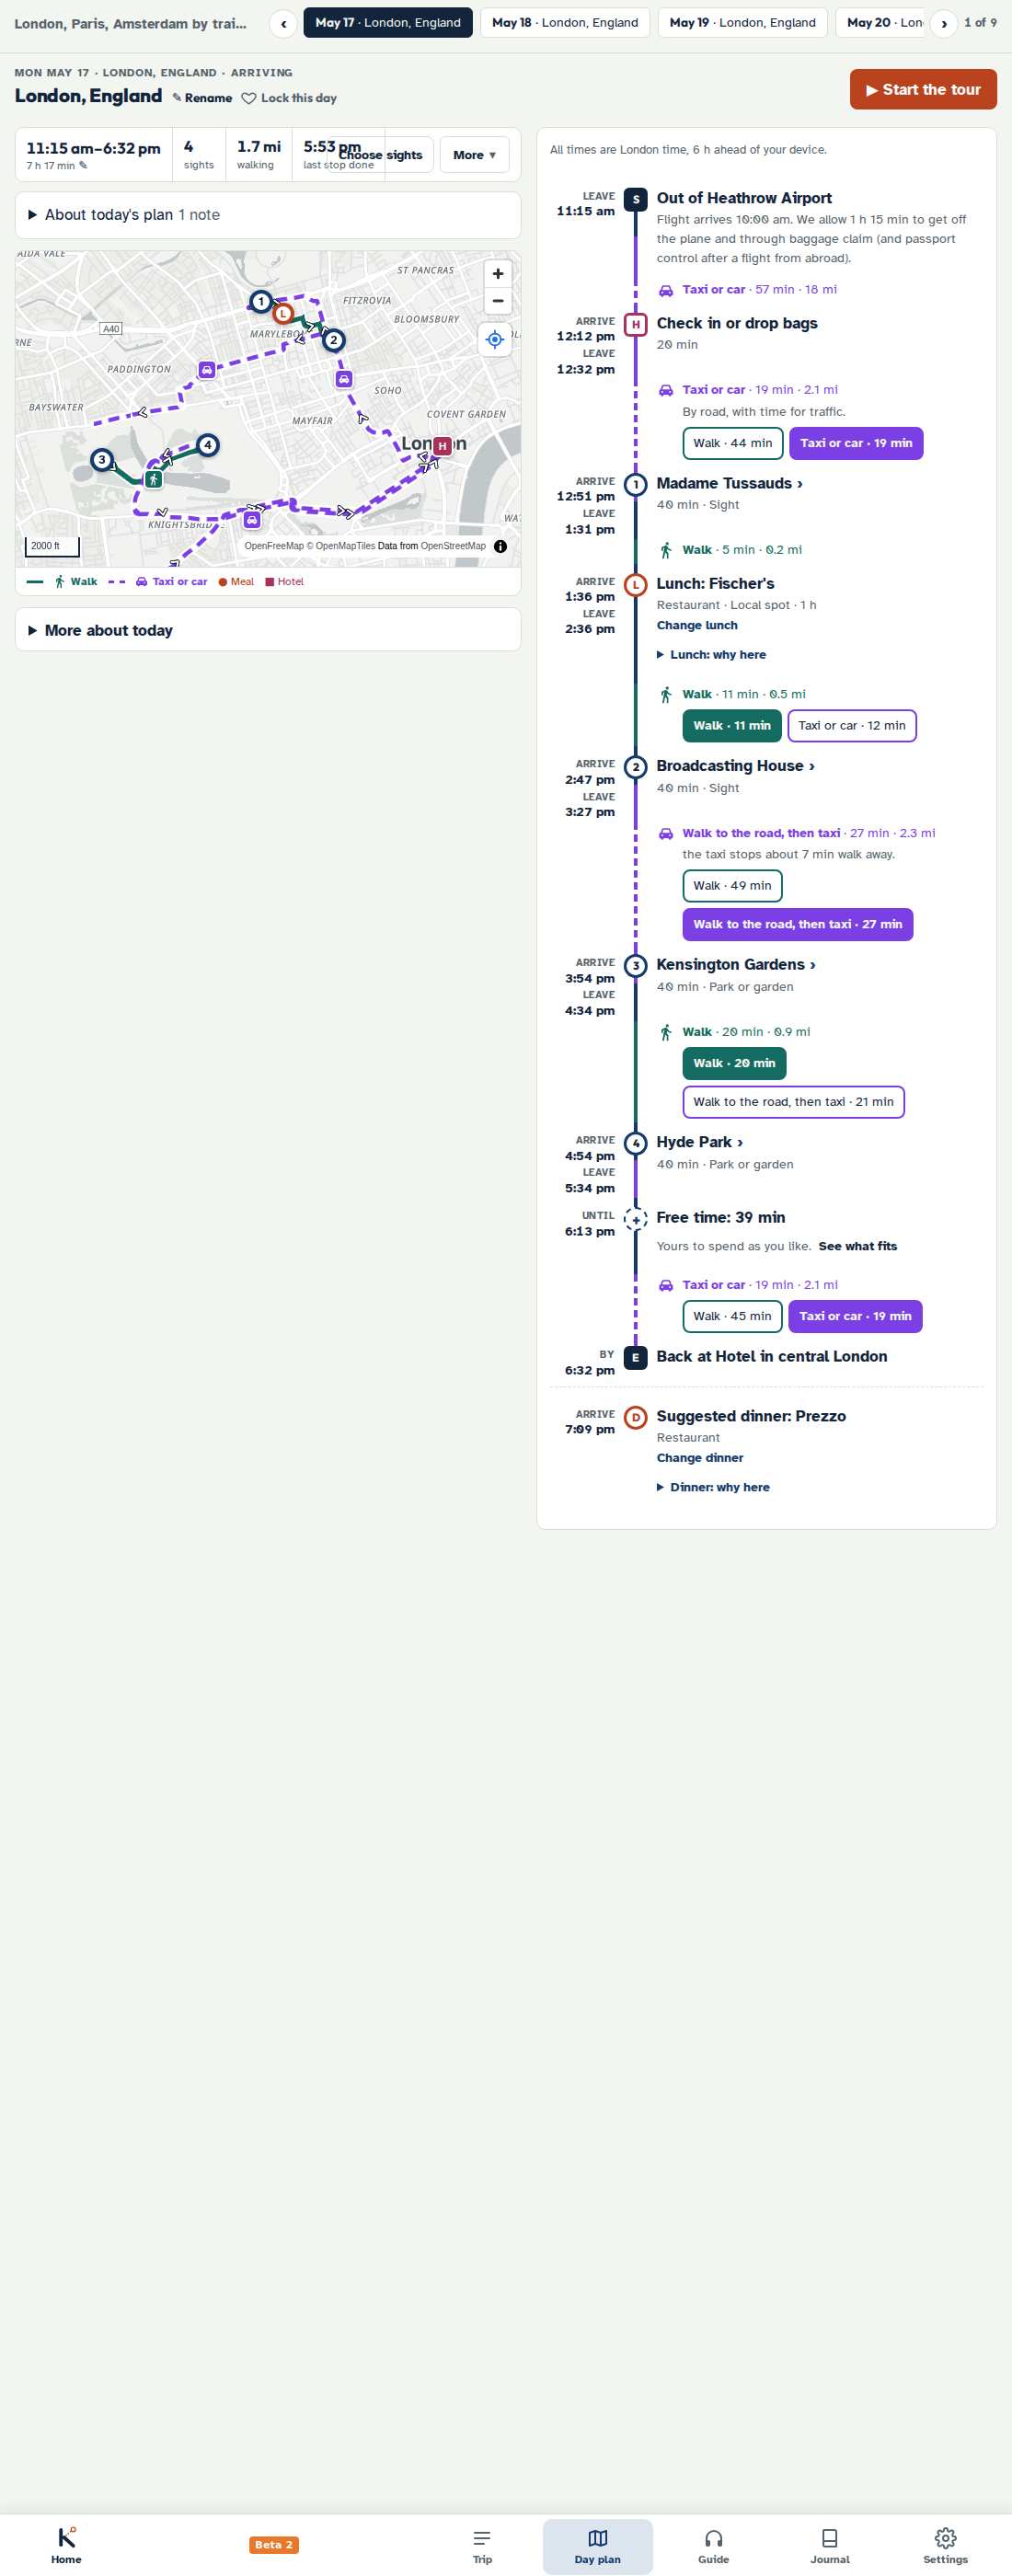 London, Paris, Amsterdam by trai...
‹
May 17 · London, England
May 18 · London, England
May 19 · London, England
May 20 · Lon
›
1 of 9
MON MAY 17 · LONDON, ENGLAND · ARRIVING
London, England
✎ Rename
Lock this day
▶ Start the tour
11:15 am–6:32 pm
7 h 17 min ✎
4
sights
1.7 mi
walking
5:53 pm
last stop done
Choose sights
More ▾
▶ About today's plan 1 note
AIDA VALE
ST PANCRAS
A40
FITZROVIA
BLOOMSBURY
MARYLEBO
RNE
PADDINGTON
SOHO
BAYSWATER
MAYFAIR
COVENT GARDEN
London
KNIGHTSBRIDGE
WA
1
L
2
3
4
H
+
−
2000 ft
OpenFreeMap © OpenMapTiles Data from OpenStreetMap
Walk
Taxi or car
Meal
Hotel
▶ More about today
All times are London time, 6 h ahead of your device.
LEAVE
11:15 am
S
Out of Heathrow Airport
Flight arrives 10:00 am. We allow 1 h 15 min to get off
the plane and through baggage claim (and passport
control after a flight from abroad).
Taxi or car · 57 min · 18 mi
ARRIVE
12:12 pm
LEAVE
12:32 pm
H
Check in or drop bags
20 min
Taxi or car · 19 min · 2.1 mi
By road, with time for traffic.
Walk · 44 min
Taxi or car · 19 min
ARRIVE
12:51 pm
LEAVE
1:31 pm
1
Madame Tussauds ›
40 min · Sight
Walk · 5 min · 0.2 mi
ARRIVE
1:36 pm
LEAVE
2:36 pm
L
Lunch: Fischer's
Restaurant · Local spot · 1 h
Change lunch
▶ Lunch: why here
Walk · 11 min · 0.5 mi
Walk · 11 min
Taxi or car · 12 min
ARRIVE
2:47 pm
LEAVE
3:27 pm
2
Broadcasting House ›
40 min · Sight
Walk to the road, then taxi · 27 min · 2.3 mi
the taxi stops about 7 min walk away.
Walk · 49 min
Walk to the road, then taxi · 27 min
ARRIVE
3:54 pm
LEAVE
4:34 pm
3
Kensington Gardens ›
40 min · Park or garden
Walk · 20 min · 0.9 mi
Walk · 20 min
Walk to the road, then taxi · 21 min
ARRIVE
4:54 pm
LEAVE
5:34 pm
4
Hyde Park ›
40 min · Park or garden
UNTIL
6:13 pm
+
Free time: 39 min
Yours to spend as you like. See what fits
Taxi or car · 19 min · 2.1 mi
Walk · 45 min
Taxi or car · 19 min
BY
6:32 pm
E
Back at Hotel in central London
ARRIVE
7:09 pm
D
Suggested dinner: Prezzo
Restaurant
Change dinner
▶ Dinner: why here
Home
Beta 2
Trip
Day plan
Guide
Journal
Settings